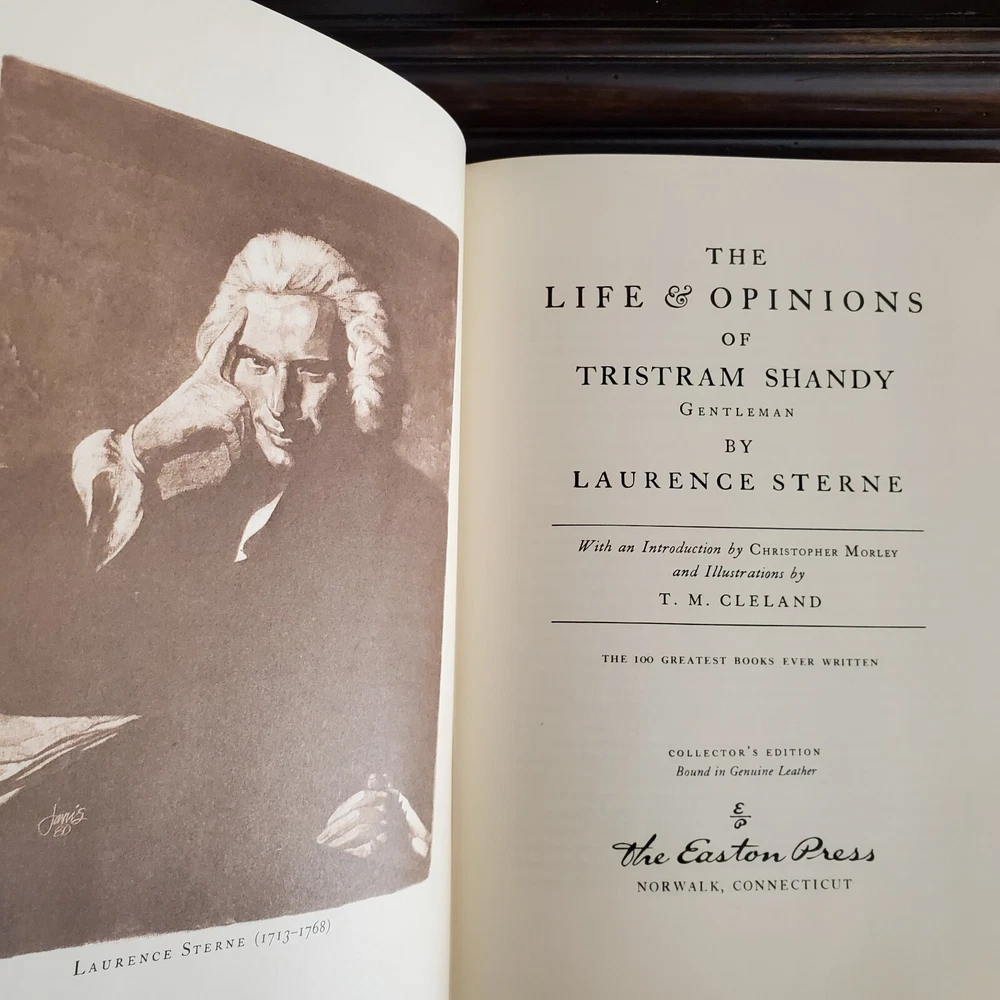 Jarvis
80
LAURENCE STERNE (1713–1768)
THE
LIFE & OPINIONS
OF
TRISTRAM SHANDY
GENTLEMAN
BY
LAURENCE STERNE
With an Introduction by CHRISTOPHER MORLEY
and Illustrations by
T. M. CLELAND
THE 100 GREATEST BOOKS EVER WRITTEN
COLLECTOR'S EDITION
Bound in Genuine Leather
E
P
The Easton Press
NORWALK, CONNECTICUT